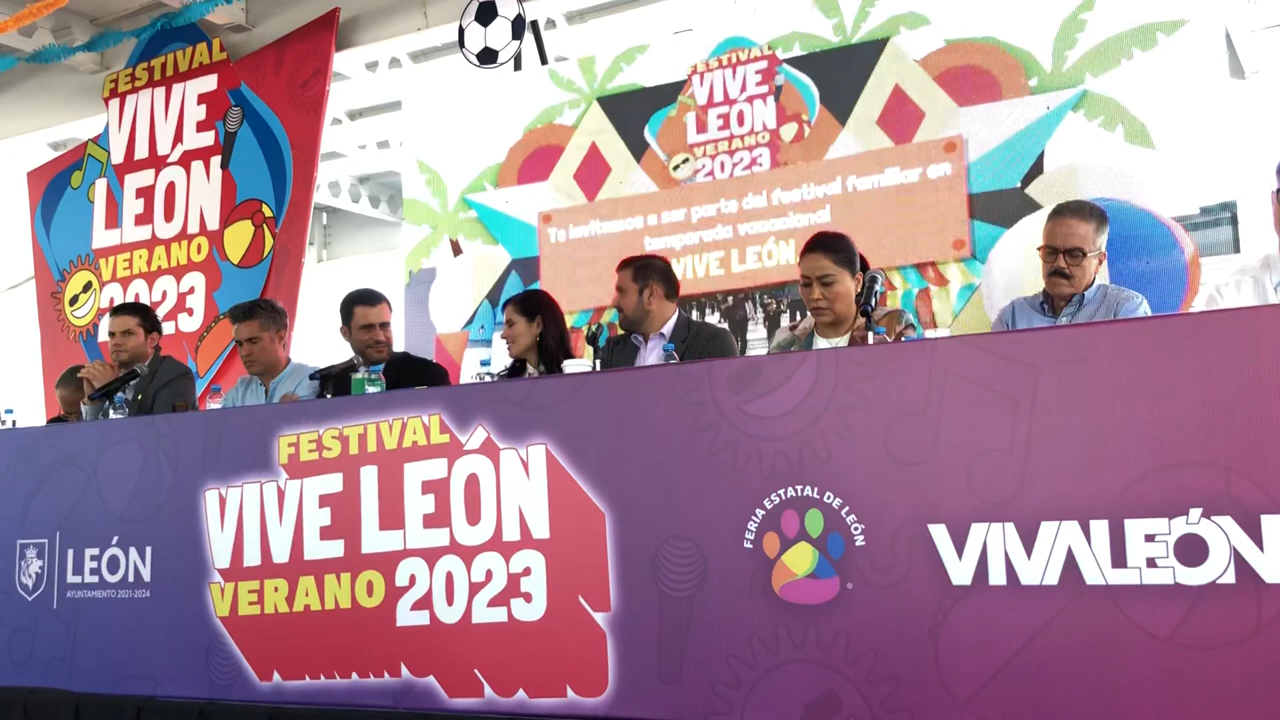 FESTIVAL
VIVE
LEÓN
VERANO
2023
FESTIVAL
VIVE
LEÓN
VERANO
2023
Te invitamos a ser parte del festival familiar en
temporada vacacional
VIVE LEÓN
FESTIVAL
VIVE LEÓN
VERANO 2023
LEÓN
AYUNTAMIENTO 2021-2024
FERIA ESTATAL DE LEÓN
VIVALEÓN